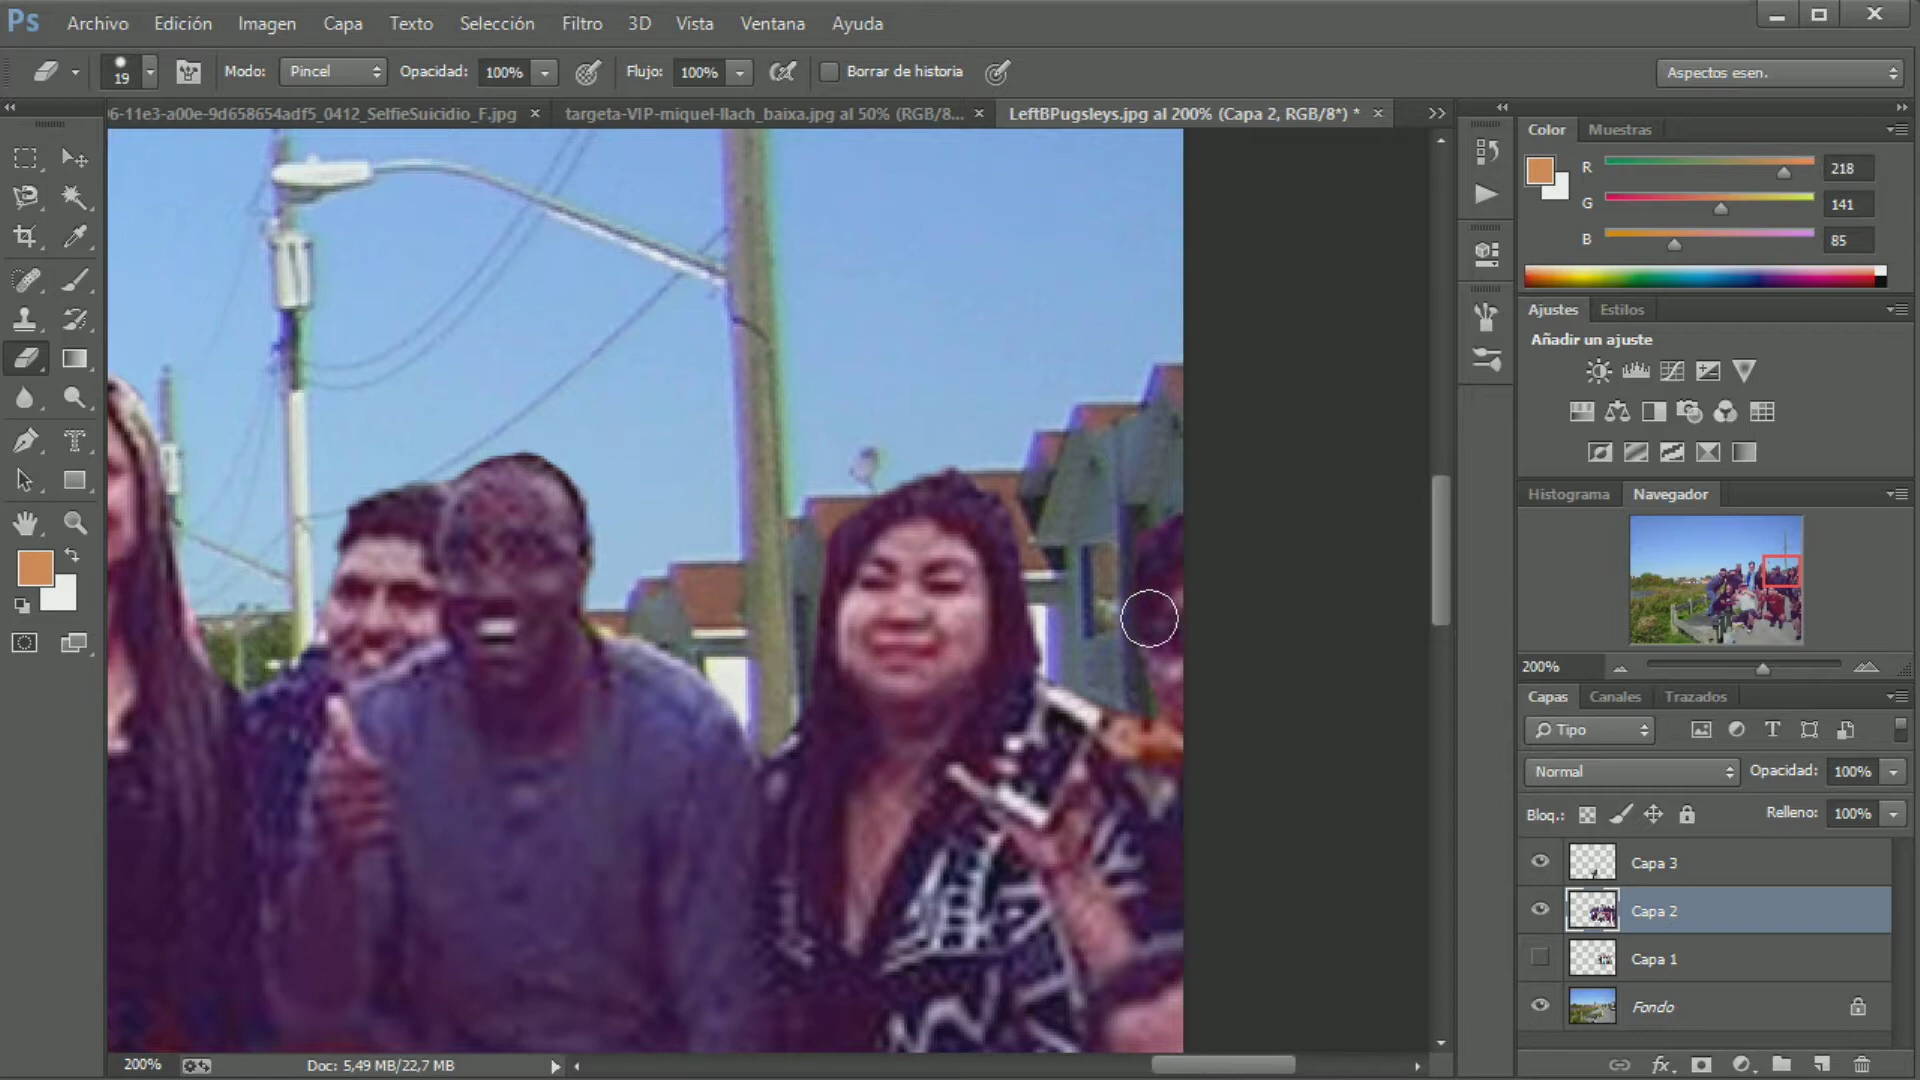 Ps Archivo Edición Imagen Capa Texto Selección Filtro 3D Vista Ventana Ayuda
19 Modo: Pincel Opacidad: 100% Flujo: 100% Borrar de historia Aspectos esen.
6-11e3-a00e-9d658654adf5_0412_SelfieSuicidio_F.jpg × targeta-VIP-miquel-llach_baixa.jpg al 50% (RGB/8... × LeftBPugsleys.jpg al 200% (Capa 2, RGB/8*) * ×
Color Muestras
R 218
G 141
B 85
Ajustes Estilos
Añadir un ajuste
Histograma Navegador
200%
Capas Canales Trazados
Tipo
Normal Opacidad: 100%
Bloq.: Relleno: 100%
Capa 3
Capa 2
Capa 1
Fondo
200% Doc: 5,49 MB/22,7 MB
fx